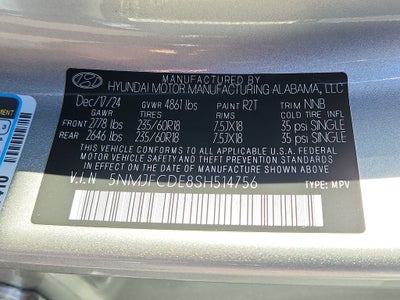 MANUFACTURED BY
HYUNDAI MOTOR MANUFACTURING ALABAMA, LLC
Dec/17/24 GVWR 4861 lbs PAINT R2T TRIM NNB
GAWR TIRES RIMS COLD TIRE INFL
FRONT 2778 lbs 235/60R18 7.5JX18 35 psi SINGLE
REAR 2646 lbs 235/60R18 7.5JX18 35 psi SINGLE
THIS VEHICLE CONFORMS TO ALL APPLICABLE U.S.A. FEDERAL
MOTOR VEHICLE SAFETY, BUMPER, AND THEFT PREVENTION STANDARDS
IN EFFECT ON THE DATE OF MANUFACTURE SHOWN ABOVE.
V.I.N 5NMJFCDE8SH514756 TYPE: MPV